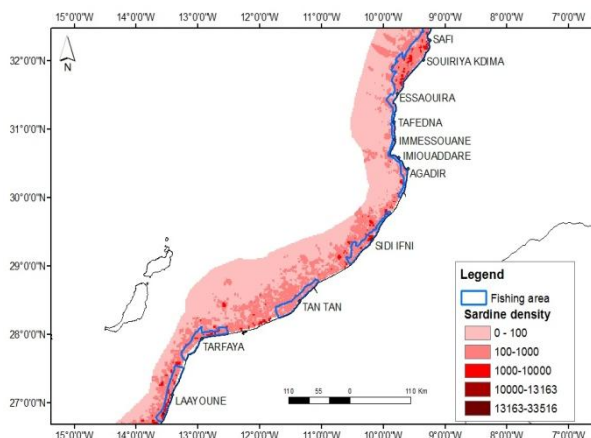 15°0'0"W 14°0'0"W 13°0'0"W 12°0'0"W 11°0'0"W 10°0'0"W 9°0'0"W 8°0'0"W 7°0'0"W
N
32°0'0"N
31°0'0"N
30°0'0"N
29°0'0"N
28°0'0"N
27°0'0"N
SAFI
SOUIRIYA KDIMA
ESSAOUIRA
TAFEDNA
IMMESSOUANE
IMIOUADDARE
AGADIR
SIDI IFNI
TAN TAN
TARFAYA
LAAYOUNE
Legend
Fishing area
Sardine density
0 - 100
100-1000
1000-10000
10000-13163
13163-33516
110 55 0 110 Km
15°0'0"W 14°0'0"W 13°0'0"W 12°0'0"W 11°0'0"W 10°0'0"W 9°0'0"W 8°0'0"W 7°0'0"W